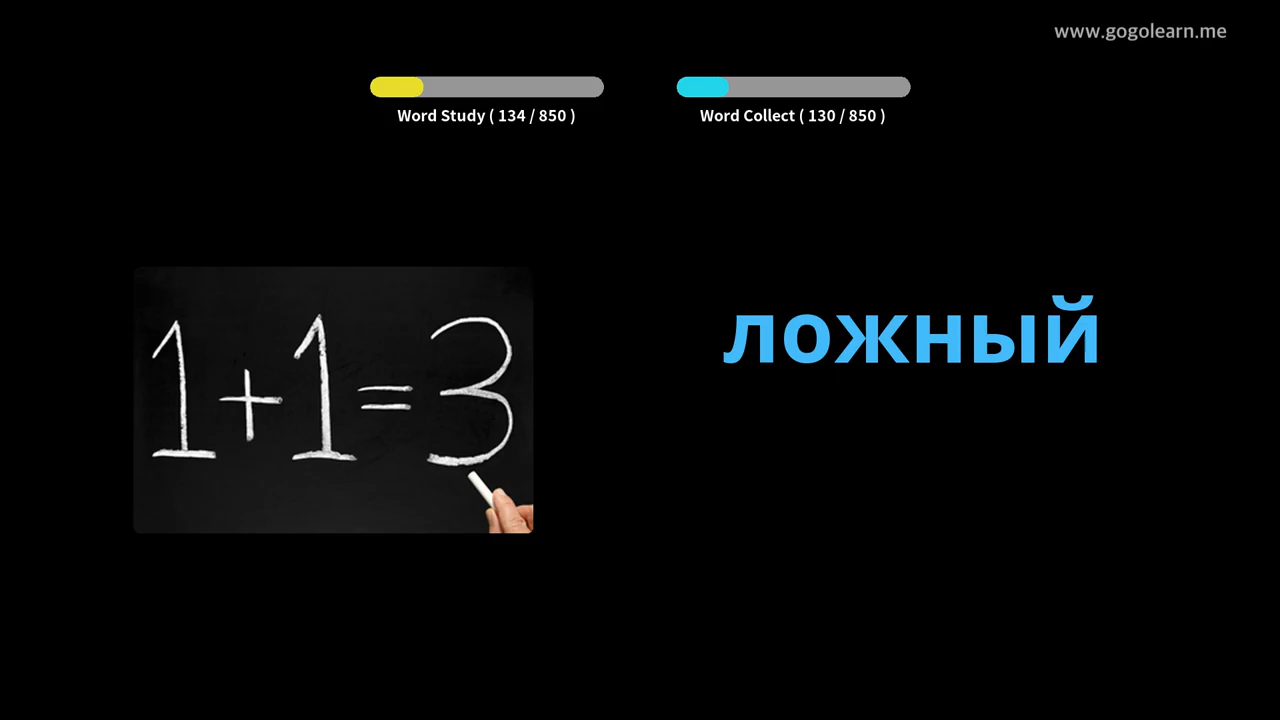 www.gogolearn.me
Word Study ( 134 / 850 )
Word Collect ( 130 / 850 )
1+1=3
ложный